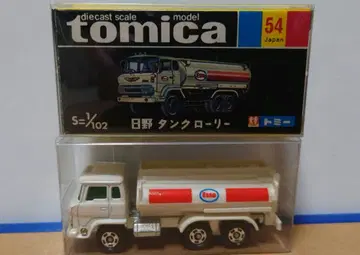 diecast scale model
tomica
54
Japan
Esso
S=1/102
日野 タンクローリー
トミー
Esso